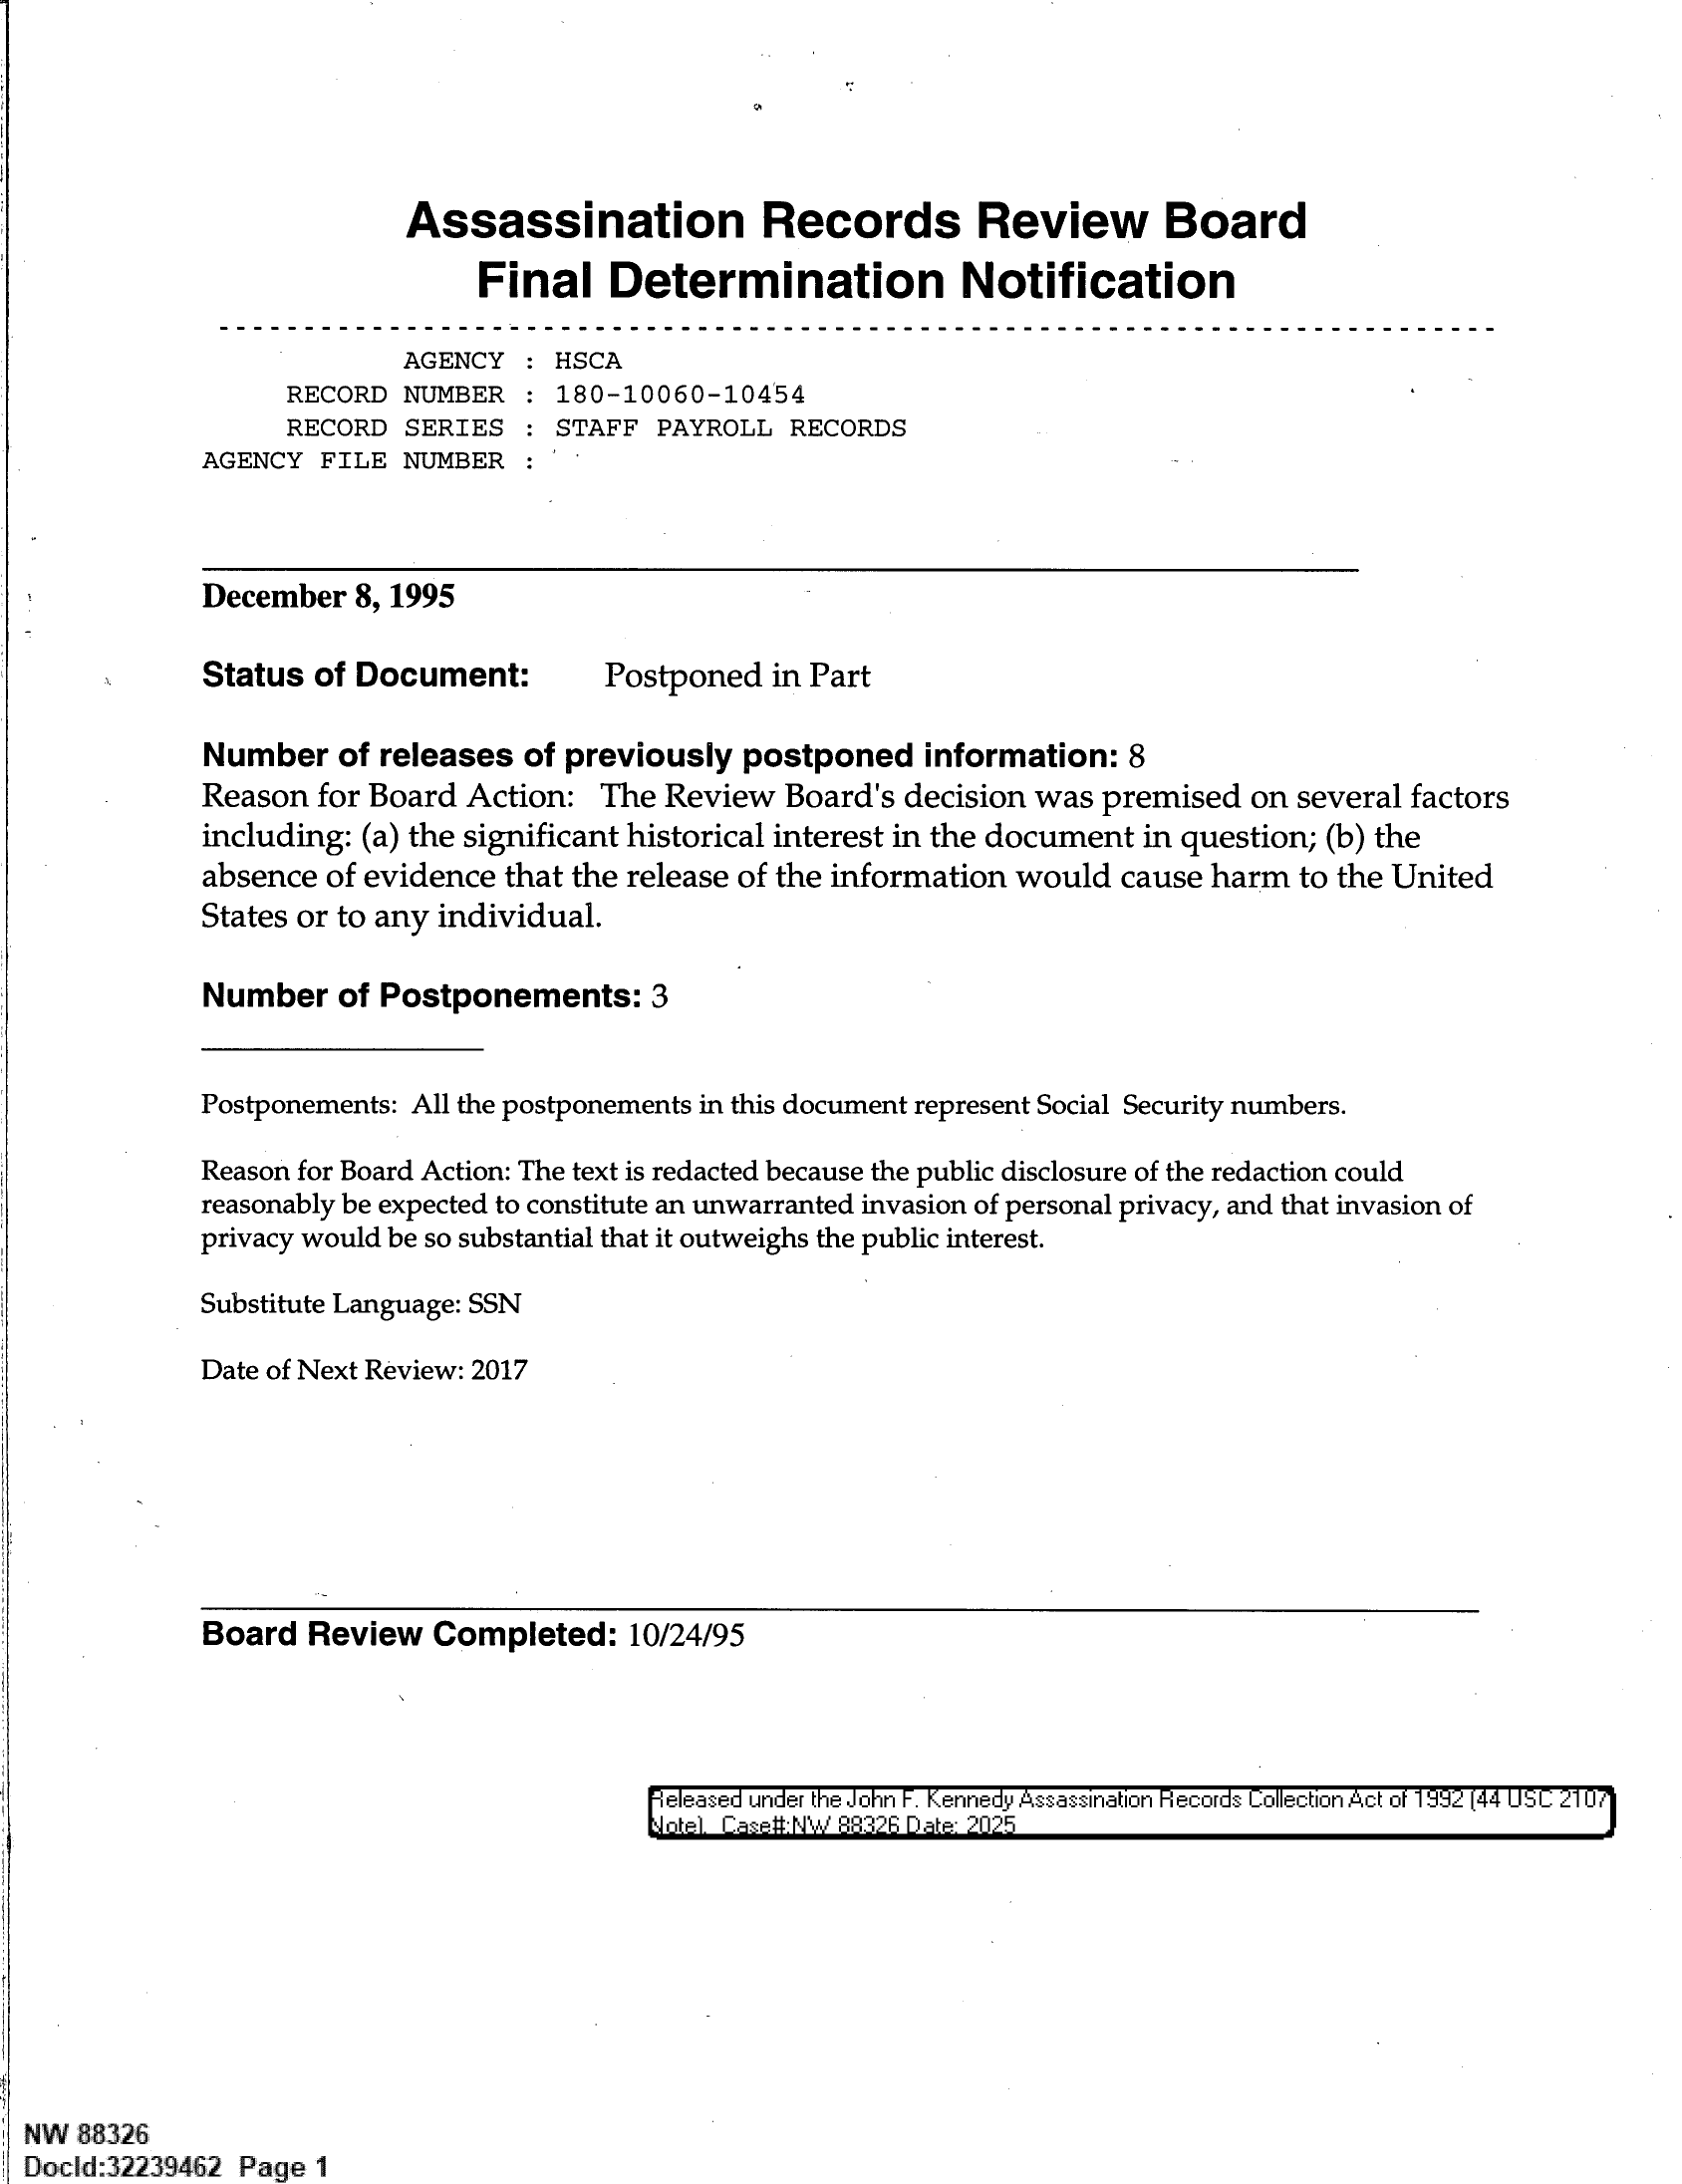 Assassination Records Review Board
Final Determination Notification
AGENCY : HSCA
RECORD NUMBER : 180-10060-10454
RECORD SERIES : STAFF PAYROLL RECORDS
AGENCY FILE NUMBER :
December 8, 1995
Status of Document: Postponed in Part
Number of releases of previously postponed information: 8
Reason for Board Action: The Review Board's decision was premised on several factors
including: (a) the significant historical interest in the document in question; (b) the
absence of evidence that the release of the information would cause harm to the United
States or to any individual.
Number of Postponements: 3
Postponements: All the postponements in this document represent Social Security numbers.
Reason for Board Action: The text is redacted because the public disclosure of the redaction could
reasonably be expected to constitute an unwarranted invasion of personal privacy, and that invasion of
privacy would be so substantial that it outweighs the public interest.
Substitute Language: SSN
Date of Next Review: 2017
Board Review Completed: 10/24/95
Released under the John F. Kennedy Assassination Records Collection Act of 1992 (44 USC 2107
Note). Case#:NW 88326 Date: 2025
NW 88326
DocId:32239462 Page 1